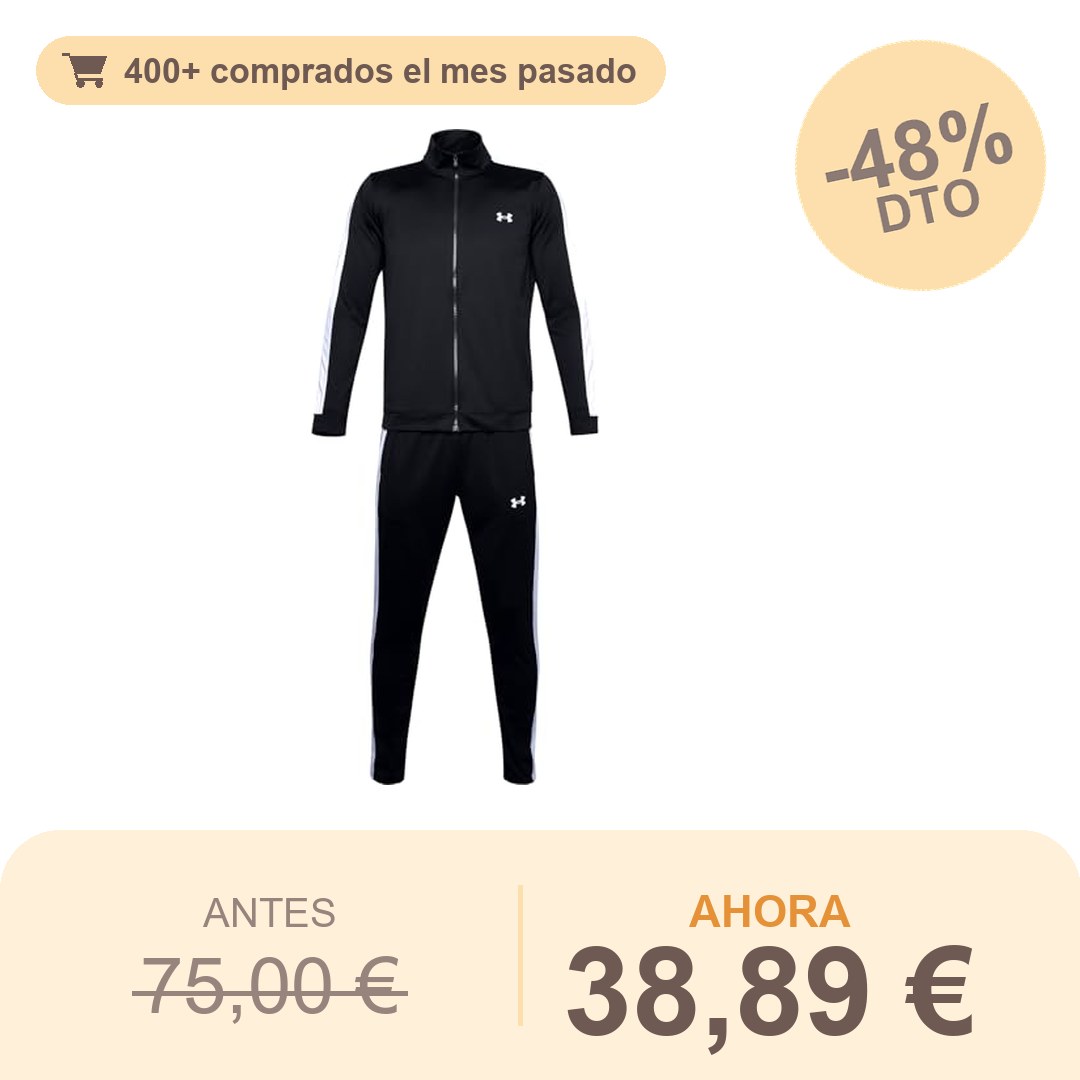 400+ comprados el mes pasado
-48%
DTO
ANTES
75,00 €
AHORA
38,89 €